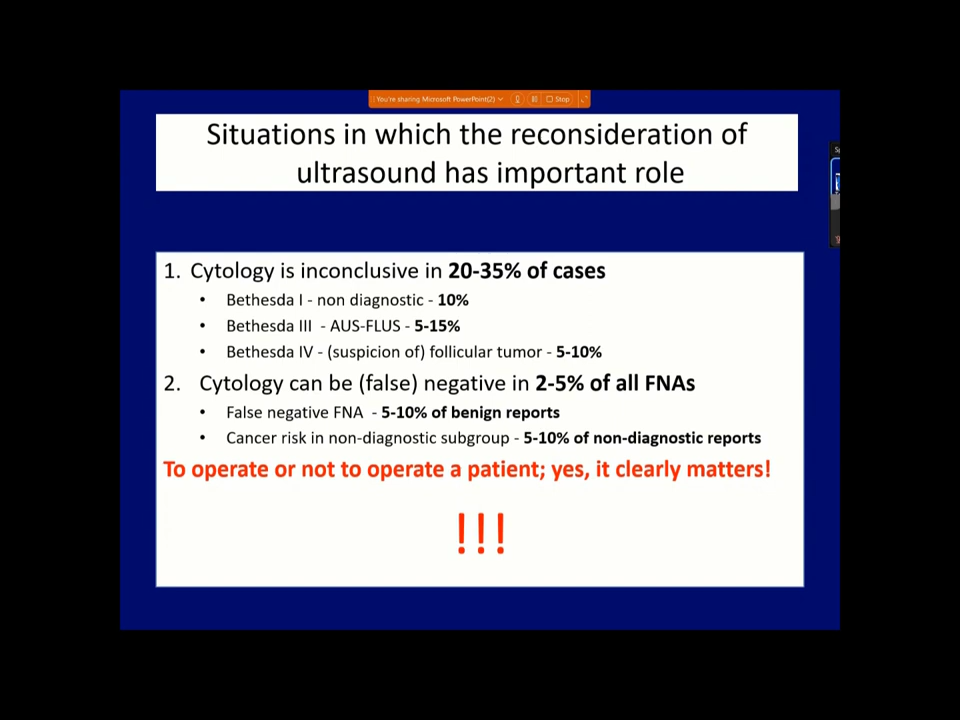 You're sharing Microsoft PowerPoint(2)
Stop
Situations in which the reconsideration of
ultrasound has important role
1. Cytology is inconclusive in 20-35% of cases
• Bethesda I - non diagnostic - 10%
• Bethesda III - AUS-FLUS - 5-15%
• Bethesda IV - (suspicion of) follicular tumor - 5-10%
2. Cytology can be (false) negative in 2-5% of all FNAs
• False negative FNA - 5-10% of benign reports
• Cancer risk in non-diagnostic subgroup - 5-10% of non-diagnostic reports
To operate or not to operate a patient; yes, it clearly matters!
!!!